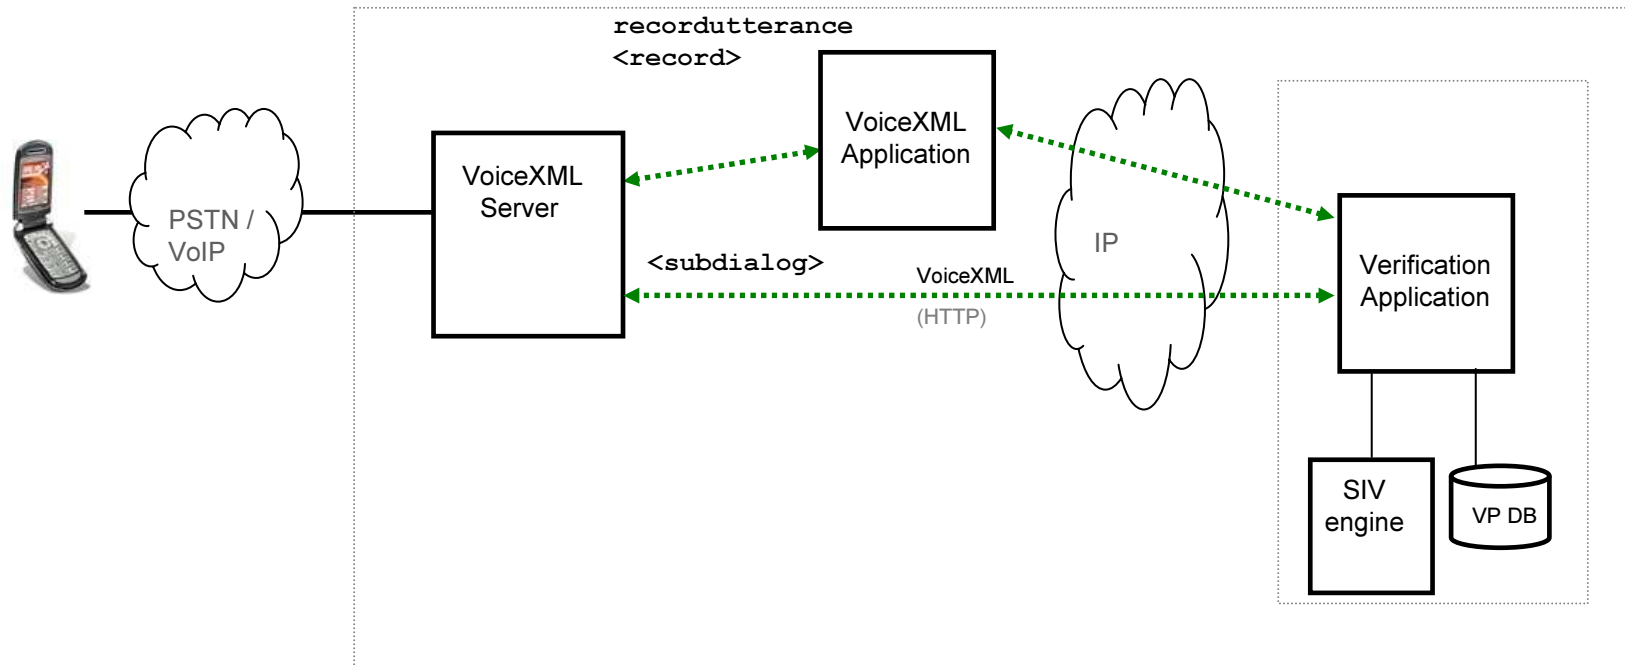 recordutterance
<record>
VoiceXML
Application
VoiceXML
Server
PSTN /
VoIP
IP
<subdialog>
VoiceXML
(HTTP)
Verification
Application
SIV
engine
VP DB